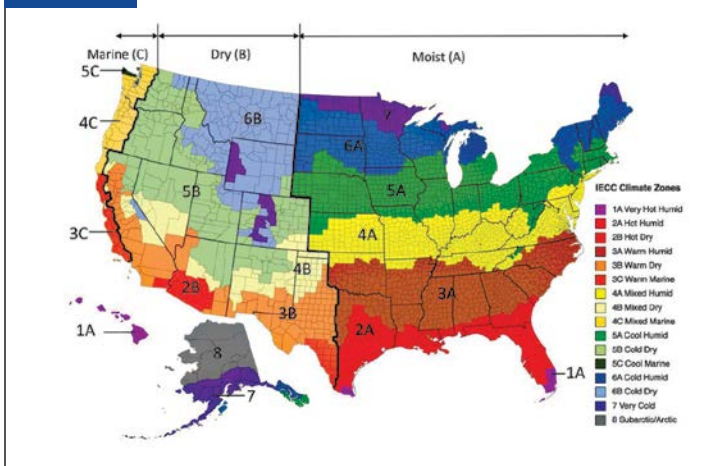 Marine (C)
Dry (B)
Moist (A)
5C
4C
6B
7
6A
5B
5A
4A
3C
4B
2B
3B
3A
2A
1A
8
7
1A
IECC Climate Zones
1A Very Hot Humid
2A Hot Humid
2B Hot Dry
3A Warm Humid
3B Warm Dry
3C Warm Marine
4A Mixed Humid
4B Mixed Dry
4C Mixed Marine
5A Cool Humid
5B Cold Dry
5C Cool Marine
6A Cold Humid
6B Cold Dry
7 Very Cold
8 Subarctic/Arctic